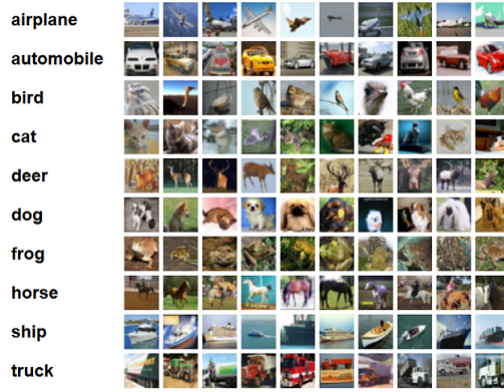 airplane
automobile
bird
cat
deer
dog
frog
horse
ship
truck